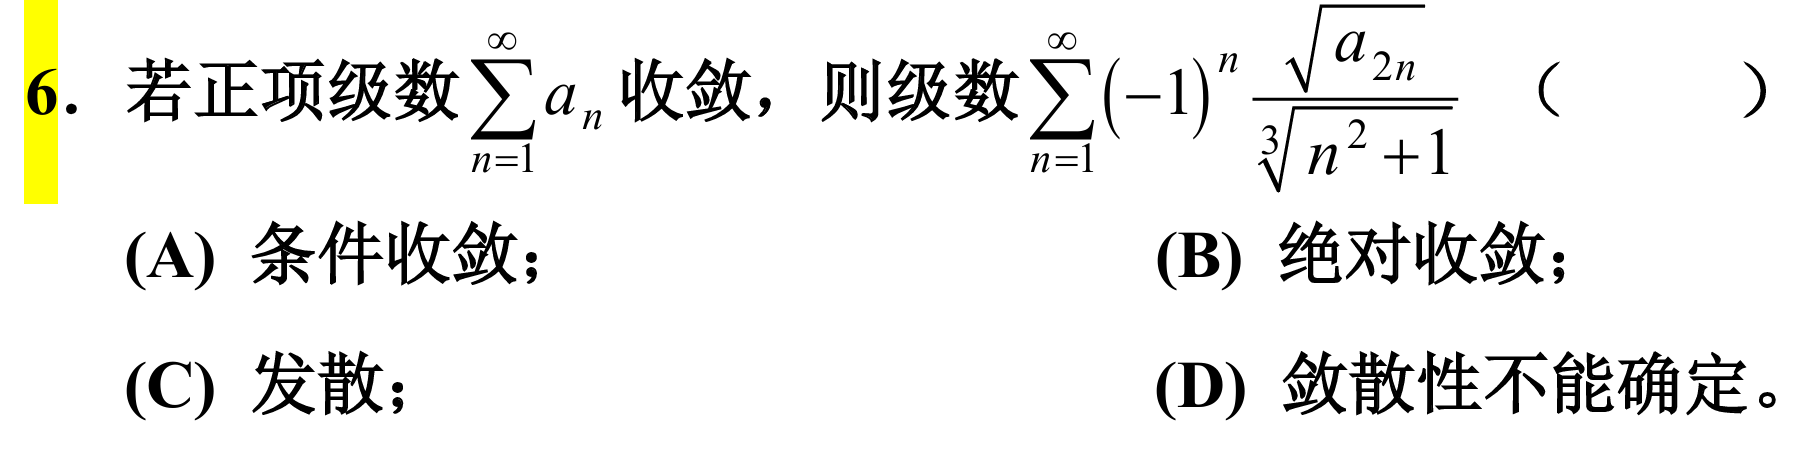 6. 若正项级数 $\sum_{n=1}^{\infty} a_n$ 收敛，则级数 $\sum_{n=1}^{\infty} (-1)^n \frac{\sqrt{a_{2n}}}{\sqrt[3]{n^2+1}}$ （ ）
(A) 条件收敛； (B) 绝对收敛；
(C) 发散； (D) 敛散性不能确定。